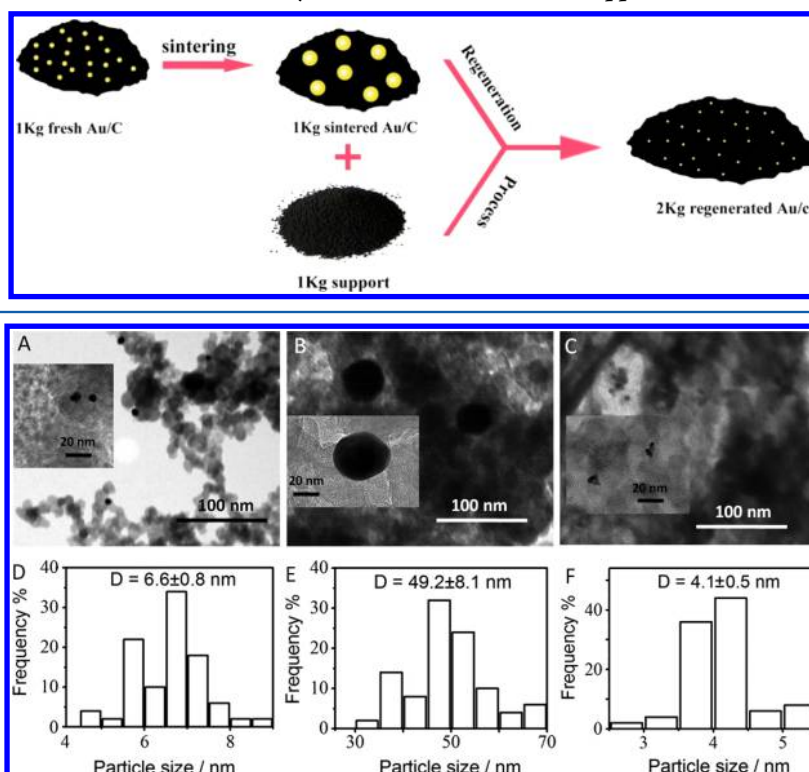 sintering
1Kg fresh Au/C
1Kg sintered Au/C
+
1Kg support
Regeneration
Process
2Kg regenerated Au/c
A
20 nm
100 nm
B
20 nm
100 nm
C
20 nm
100 nm
D
D = 6.6±0.8 nm
Frequency %
40
30
20
10
0
4
6
8
Particle size / nm
E
D = 49.2±8.1 nm
Frequency %
40
30
20
10
0
30
50
70
Particle size / nm
F
D = 4.1±0.5 nm
Frequency %
40
20
0
3
4
5
Particle size / nm